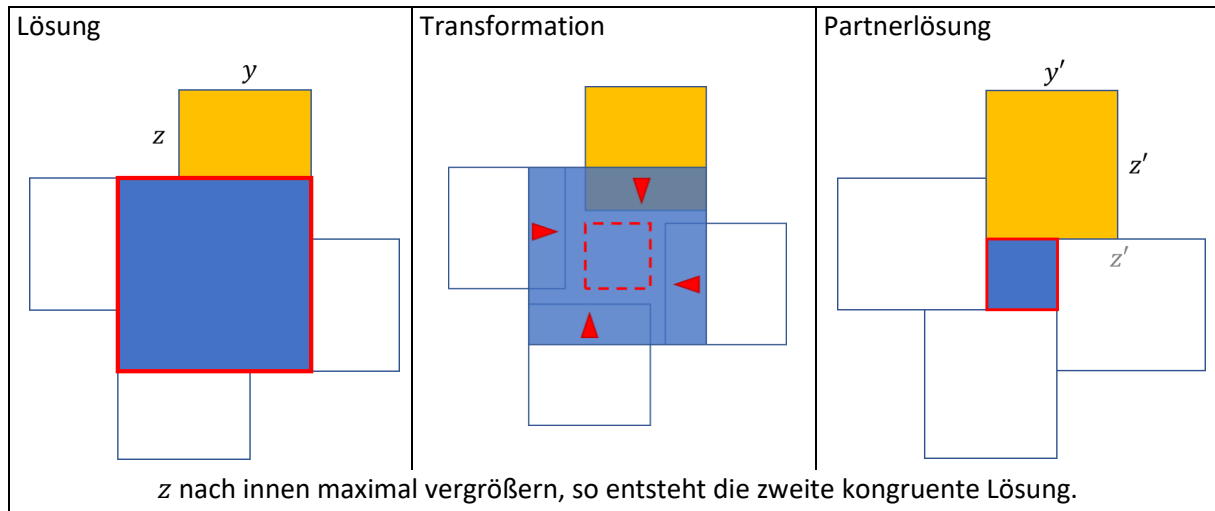 Lösung
Transformation
Partnerlösung
y
z
y′
z′
z′
z nach innen maximal vergrößern, so entsteht die zweite kongruente Lösung.